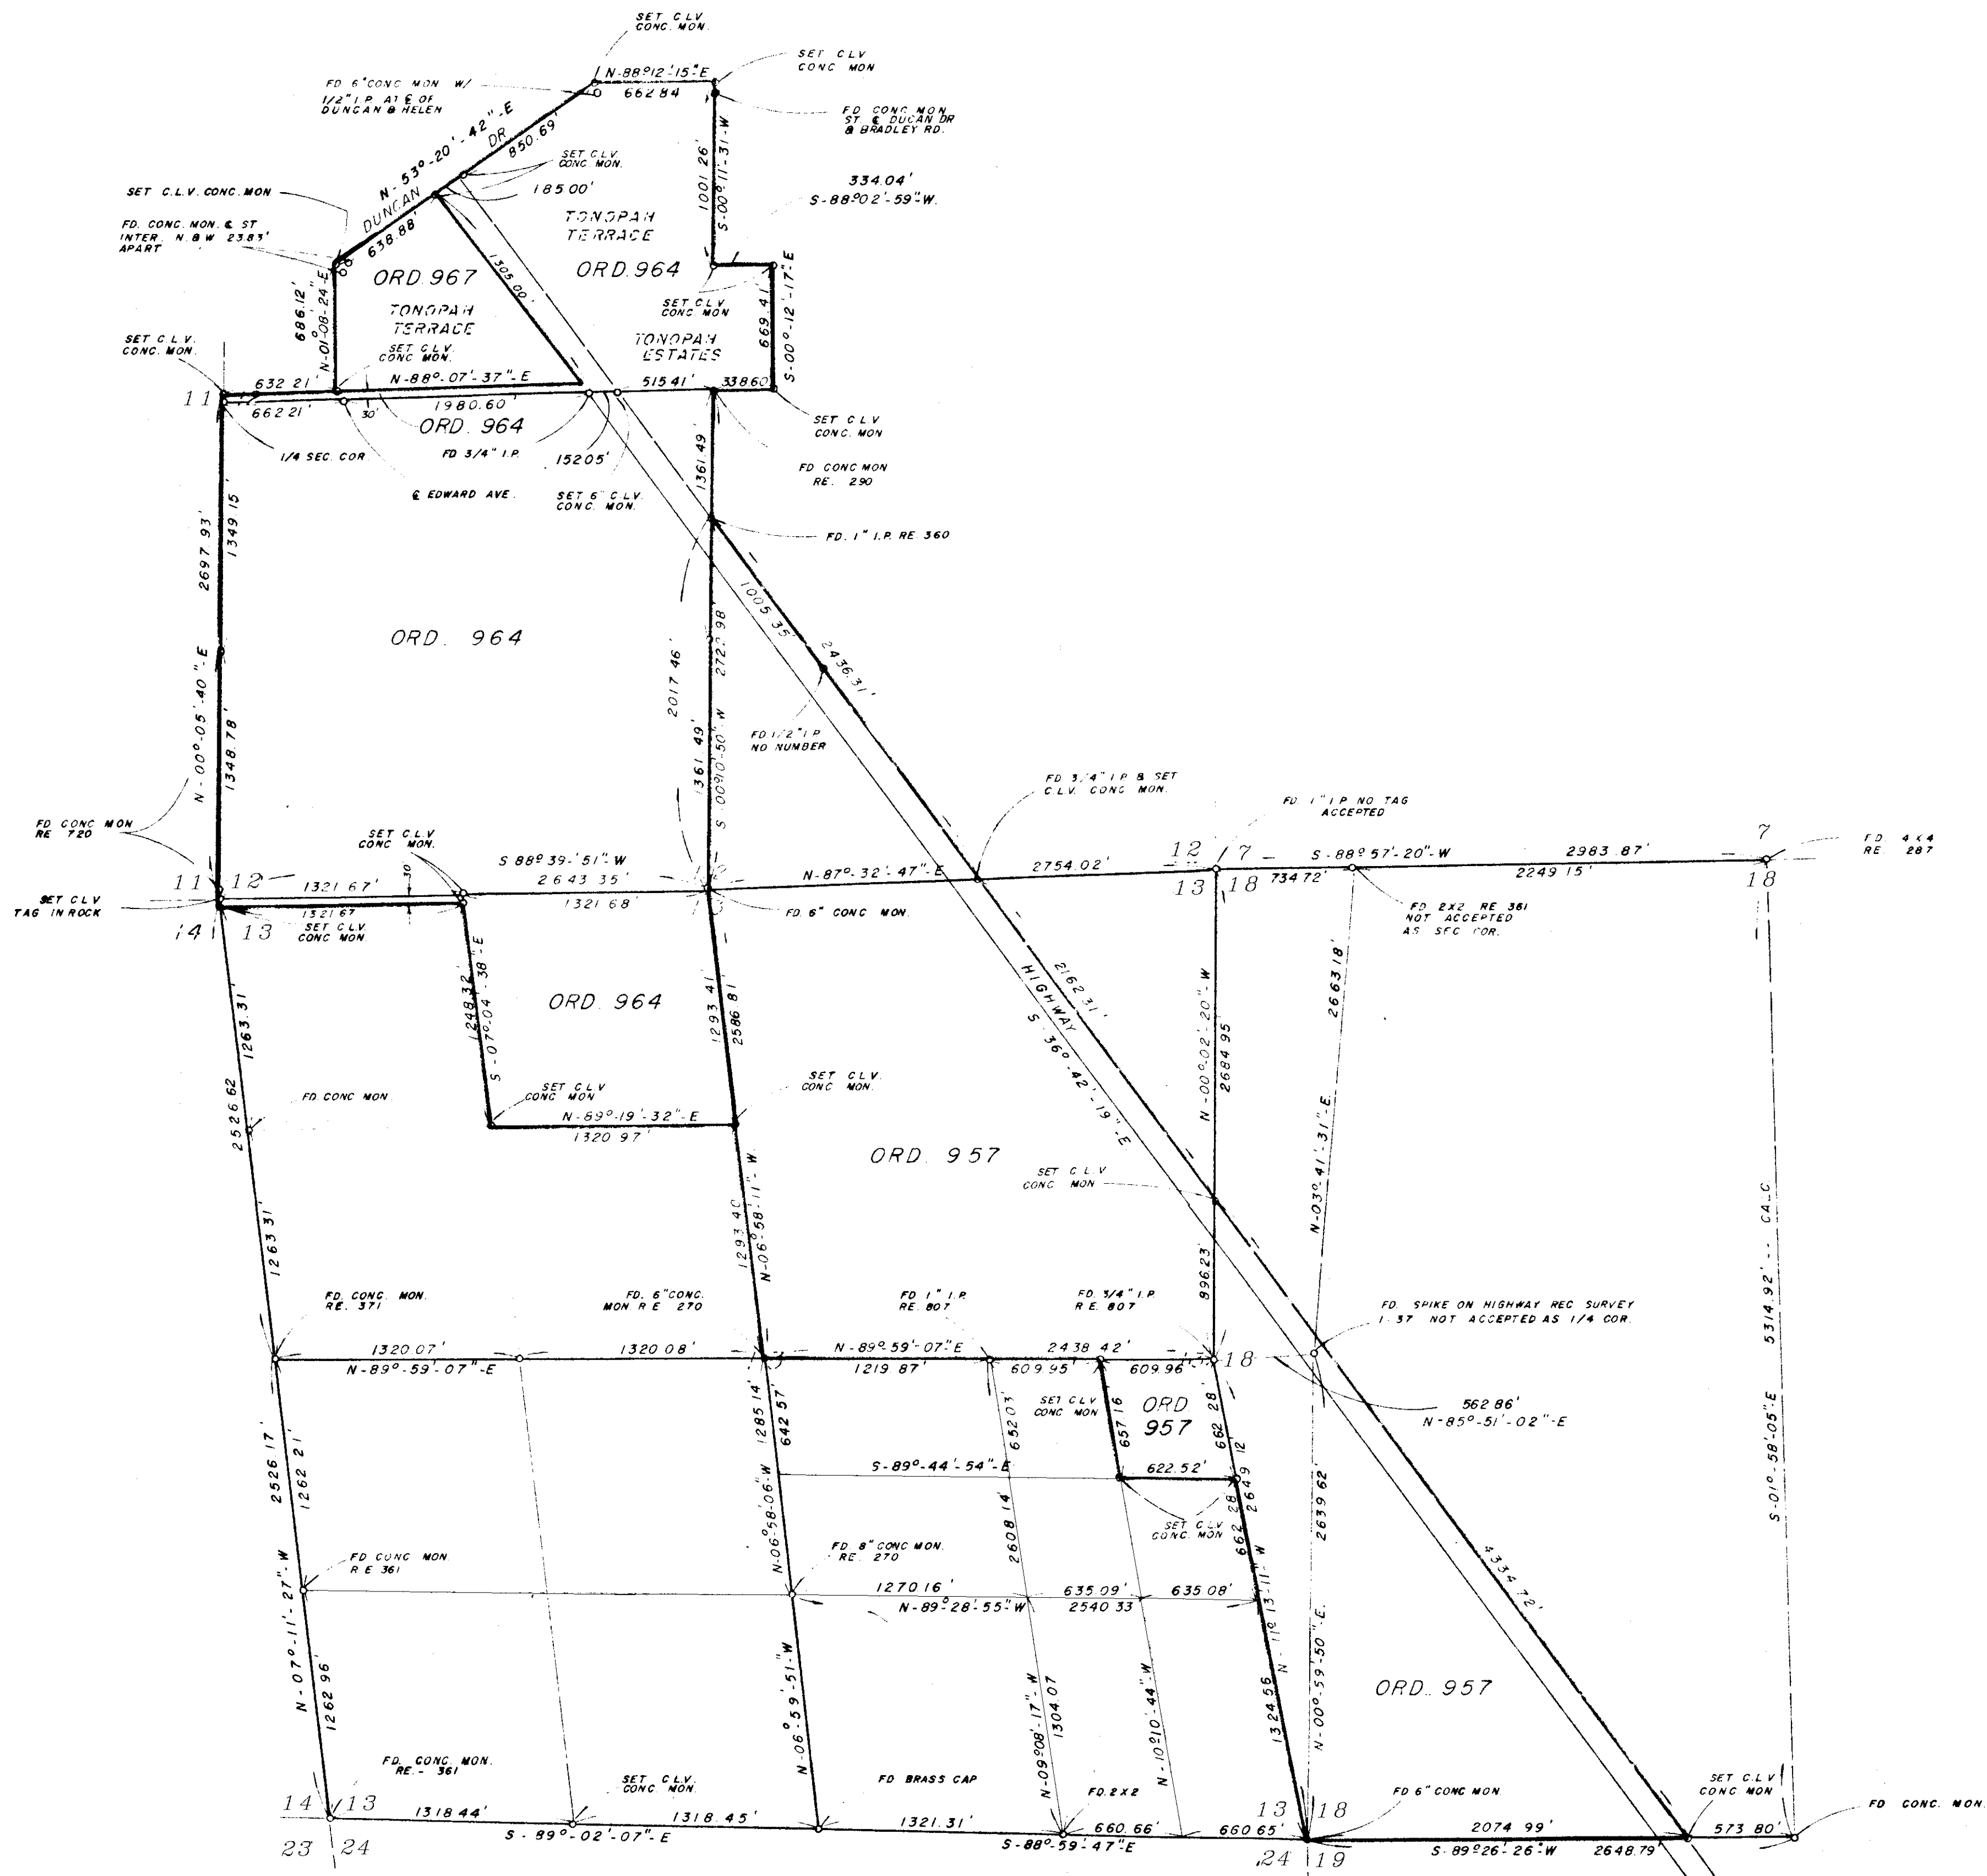 SET C.L.V.
CONC. MON.
SET C.L.V
CONC MON
N-88°12'-15"-E
662.84
FD 6" CONC MON W/
1/2" I.P. AT ℄ OF
DUNCAN & HELEN
FD CONC MON
ST. ℄ DUCAN DR
& BRADLEY RD.
N-53°-20'-42"-E
DUNCAN DR
850.69'
638.88'
SET C.L.V.
CONC. MON.
185.00'
1001.26'
S-00°11'-31-W
334.04'
S-88°02'-59"-W.
SET C.L.V. CONC. MON
FD. CONC. MON. ℄ ST
INTER. N. & W 23.83'
APART
TONOPAH
TERRACE
ORD. 964
ORD. 967
TONOPAH
TERRACE
1305.00'
686.12'
N-01°-08'-24"-E
SET C.L.V.
CONC MON
TONOPAH
ESTATES
669.41'
S-00°-12'-17"-E
SET C.L.V.
CONC. MON.
SET C.L.V.
CONC MON.
632.21'
N-88°-07'-37"-E
515.41'
338.60
11
662.21'
30'
1980.60'
ORD. 964
SET C.L.V
CONC. MON
1/4 SEC. COR.
FD 3/4" I.P.
152.05'
℄ EDWARD AVE.
SET 6" C.L.V.
CONC. MON.
1361.49'
FD CONC MON
RE. 290
FD. 1" I.P. RE. 360
2697.93'
1349.15'
ORD. 964
N-00°-05'-40"-E
1348.78'
2017.46'
2722.98'
1361.49'
S 00°10'-50"-W
1005.35'
2436.31'
FD. 1/2" I.P.
NO NUMBER
FD 3/4" I.P. & SET
C.L.V. CONC MON.
FD. 1" I.P. NO TAG
ACCEPTED
FD CONC MON
RE 720
SET C.L.V
CONC MON.
S 88° 39-'51"-W
2643.35'
N-87°-32'-47"-E
2754.02'
12
7
S-88°57'-20"-W
2983.87'
7
FD 4X4
RE. 287
11
12
1321.67'
30
1321.68'
13
18
734.72'
2249.15'
18
SET C.L.V
TAG IN ROCK
1321.67
SET C.L.V.
CONC MON.
FD. 6" CONC MON.
FD 2X2 RE 361
NOT ACCEPTED
AS SEC COR.
14
13
1248.32'
S-07°-04'-38"-E
ORD. 964
1293.41
2586.81'
2162.31'
HIGHWAY
S-36°-42'-19"-E
N-00°-02'-20"-W
2684.95'
2663.18'
1263.31'
2526.62
FD. CONC MON.
SET C.L.V
CONC MON
N-89°-19'-32"-E
1320.97'
SET C.L.V.
CONC MON.
ORD. 957
SET C.L.V
CONC MON
N-03°-41'-31"-E.
1263.31'
1293.40
N-06°-58'-11"-W.
896.23'
5314.92' -- CALC
S-01°-58'-05"-E
FD. CONC. MON.
RE. 371
FD. 6" CONC.
MON. RE 270
FD 1" I.P.
RE. 807
FD. 3/4" I.P.
RE. 807
FD. SPIKE ON HIGHWAY REC SURVEY
1.37' NOT ACCEPTED AS 1/4 COR.
1320.07'
N-89°-59'-07"-E
1320.08'
N-89°59'-07"-E
1219.87'
2438.42'
609.95'
609.96'
13
18
562.86'
N-85°-51'-02"-E
SET C.L.V
CONC MON
ORD
957
657.16'
662.28'
2649.12'
2526.17'
1262.21'
1285.14'
642.57'
652.03'
S-89°-44'-54"-E
622.52'
SET C.L.V
CONC. MON
662.28'
2639.62'
N-06°58'-06"-W
2608.14'
4334.72'
FD CONC MON.
RE 361
FD. 8" CONC MON.
RE. 270
1270.16'
635.09'
635.08'
N-89°28'-55"-W
2540.33
N-07°-11'-27"-W
N-11°13'-11"-W
1262.96'
N-06°-59'-51"-W
N-09°08'-17"-W
1304.07
N-10°10'-44"-W
1324.56
N-00°-59'-50"-E.
ORD. 957
FD. CONC. MON.
RE.- 361
SET C.L.V.
CONC. MON.
FD BRASS CAP
FD. 2X2
FD 6" CONC MON.
SET C.L.V
CONC MON
FD CONC. MON.
14
13
1318.44'
1318.45'
1321.31'
660.66'
660.65'
13
18
2074.99'
573.80'
S-89°-02'-07"-E
S-88°-59'-47"E
S-89°26'-26"-W
2648.79'
23
24
24
19